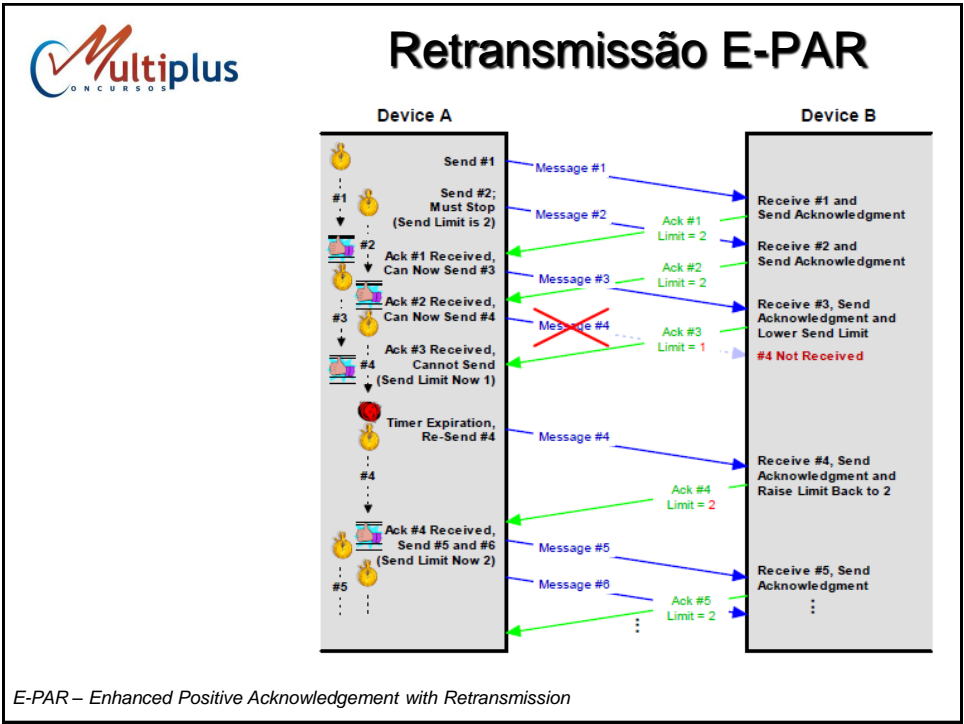 Multiplus
CONCURSOS
Retransmissão E-PAR
Device A
Device B
Send #1
Message #1
#1
Send #2;
Must Stop
(Send Limit is 2)
Message #2
Receive #1 and
Send Acknowledgment
Ack #1
Limit = 2
#2
Receive #2 and
Send Acknowledgment
Ack #1 Received,
Can Now Send #3
Message #3
Ack #2
Limit = 2
#3
Ack #2 Received,
Can Now Send #4
Message #4
Receive #3, Send
Acknowledgment and
Lower Send Limit
Ack #3
Limit = 1
#4 Not Received
#4
Ack #3 Received,
Cannot Send
(Send Limit Now 1)
Timer Expiration,
Re-Send #4
Message #4
#4
Receive #4, Send
Acknowledgment and
Raise Limit Back to 2
Ack #4
Limit = 2
Ack #4 Received,
Send #5 and #6
(Send Limit Now 2)
Message #5
#5
Message #6
Receive #5, Send
Acknowledgment
Ack #5
Limit = 2
E-PAR – Enhanced Positive Acknowledgement with Retransmission